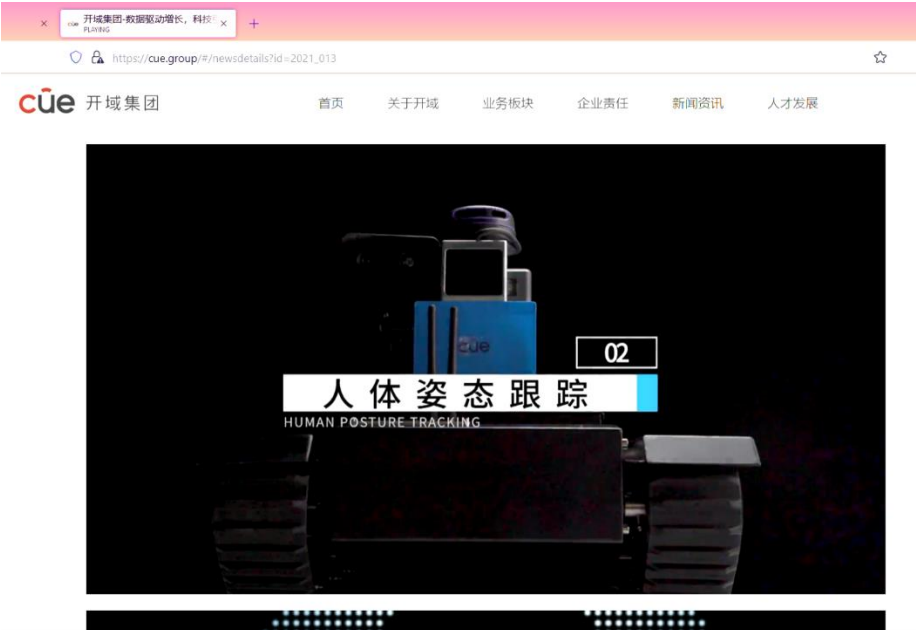 开域集团-数据驱动增长，科技
PLAYING
https://cue.group/#/newsdetails?id=2021_013
cūe 开域集团
首页 关于开域 业务板块 企业责任 新闻资讯 人才发展
cue
02
人体姿态跟踪
HUMAN POSTURE TRACKING